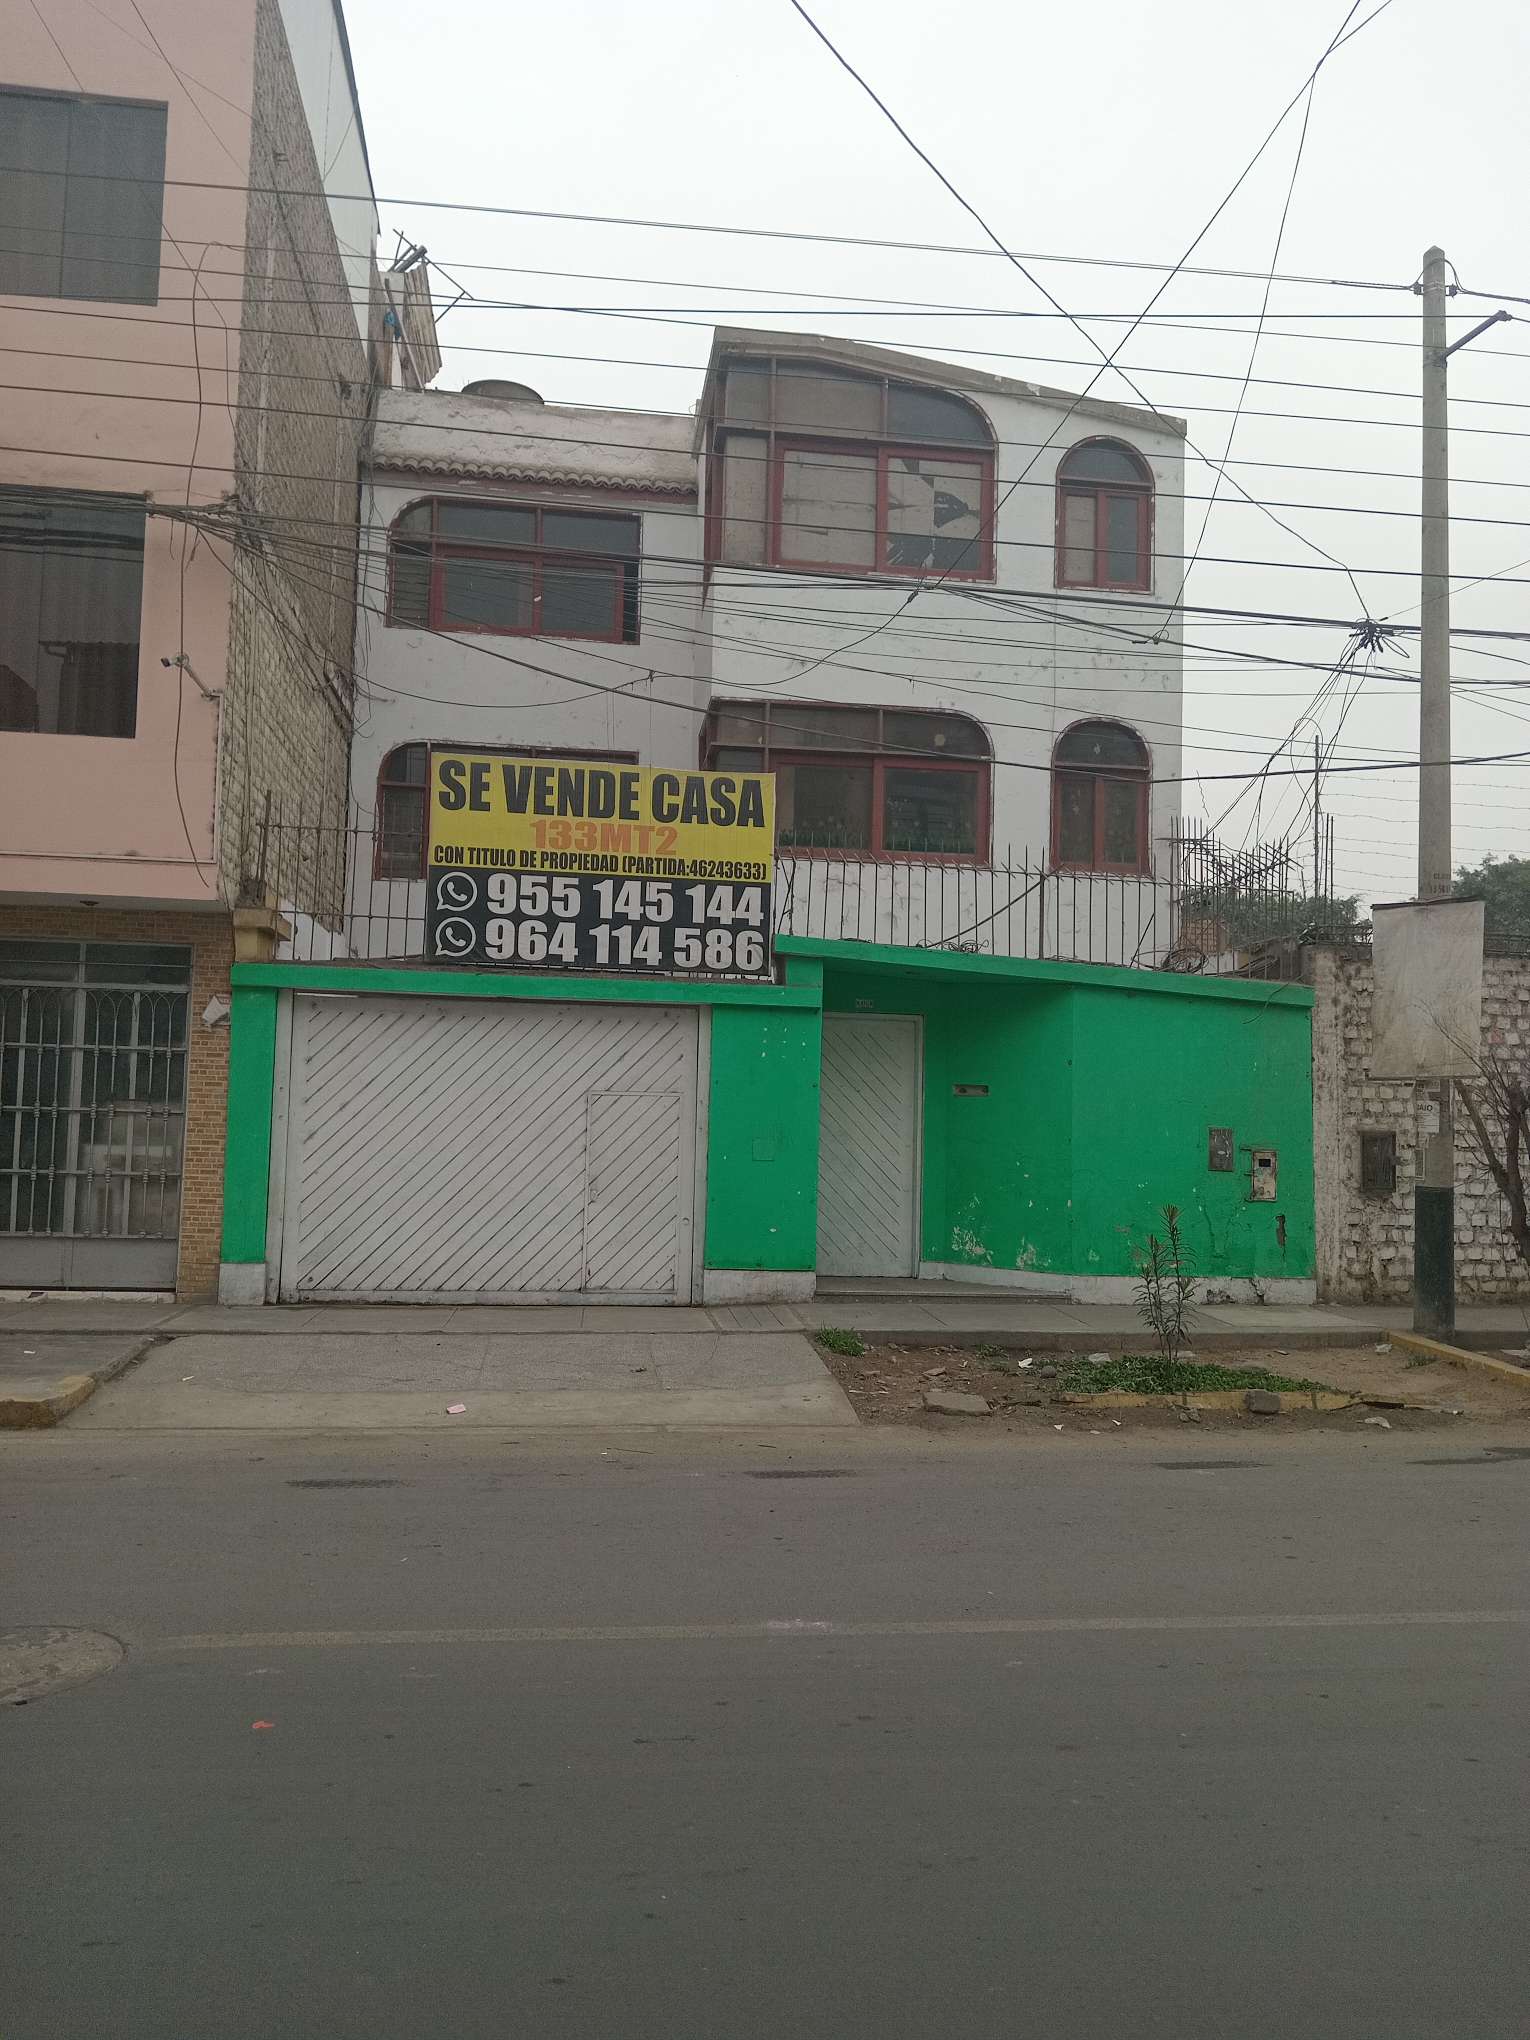 SE VENDE CASA
133MT2
CON TITULO DE PROPIEDAD (PARTIDA:46243633)
955 145 144
964 114 586